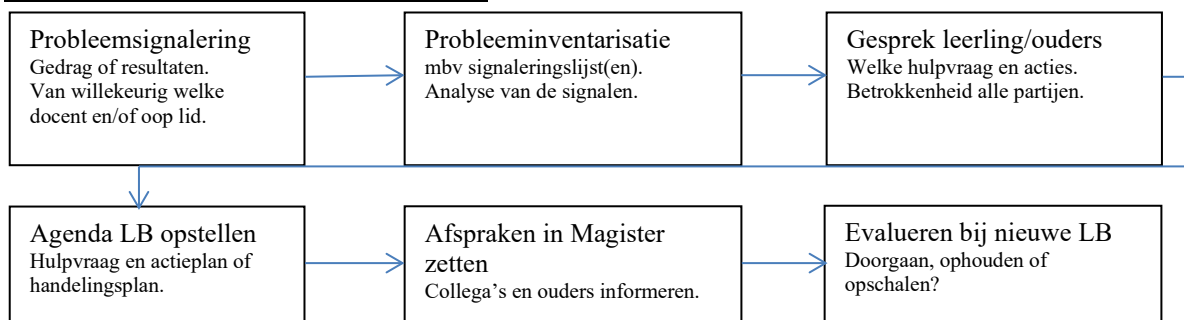 Probleemsignalering
Gedrag of resultaten.
Van willekeurig welke
docent en/of oop lid.
Probleeminventarisatie
mbv signaleringslijst(en).
Analyse van de signalen.
Gesprek leerling/ouders
Welke hulpvraag en acties.
Betrokkenheid alle partijen.
Agenda LB opstellen
Hulpvraag en actieplan of
handelingsplan.
Afspraken in Magister
zetten
Collega’s en ouders informeren.
Evalueren bij nieuwe LB
Doorgaan, ophouden of
opschalen?